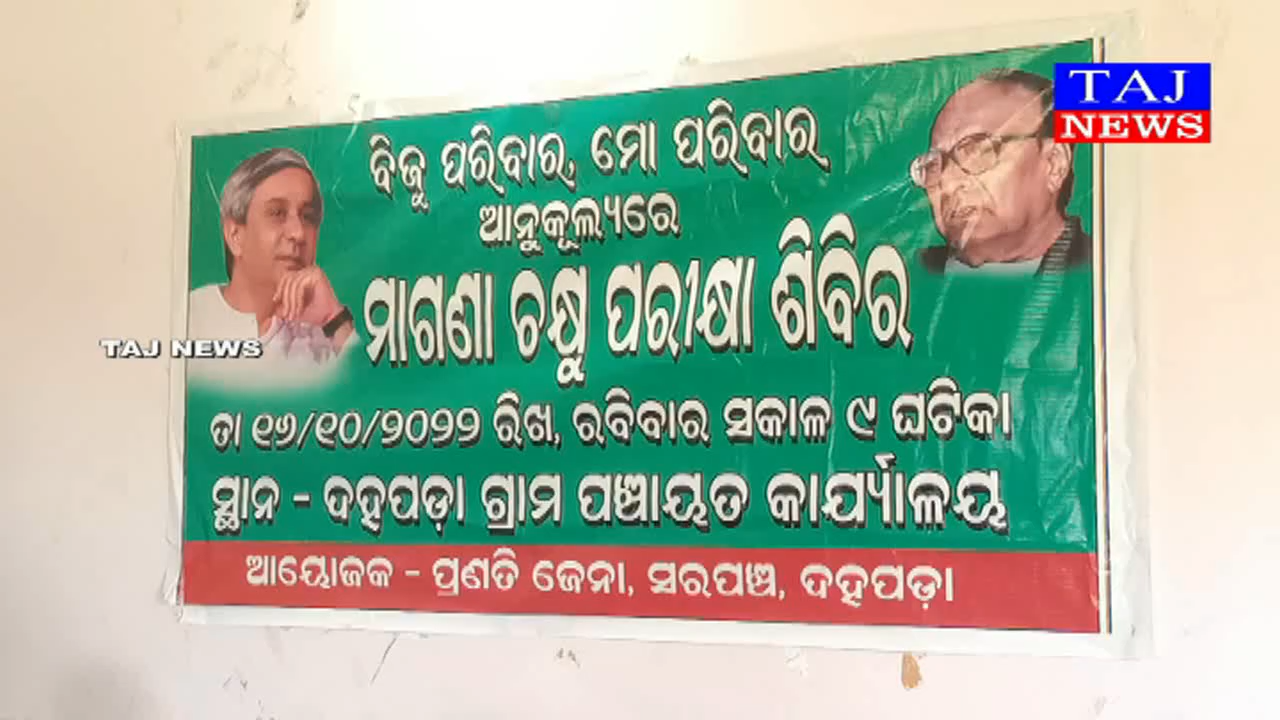 TAJ
NEWS
ବିଜୁ ପରିବାର, ମୋ ପରିବାର
ଆନୁକୂଲ୍ୟରେ
ମାଗଣା ଚକ୍ଷୁ ପରୀକ୍ଷା ଶିବିର
TAJ NEWS
ତା ୧୬/୧୦/୨୦୨୨ ରିଖ, ରବିବାର ସକାଳ ୯ ଘଟିକା
ସ୍ଥାନ - ଦହପଡ଼ା ଗ୍ରାମ ପଞ୍ଚାୟତ କାର୍ଯ୍ୟାଳୟ
ଆୟୋଜକ - ପ୍ରଣତି ଜେନା, ସରପଞ୍ଚ, ଦହପଡ଼ା